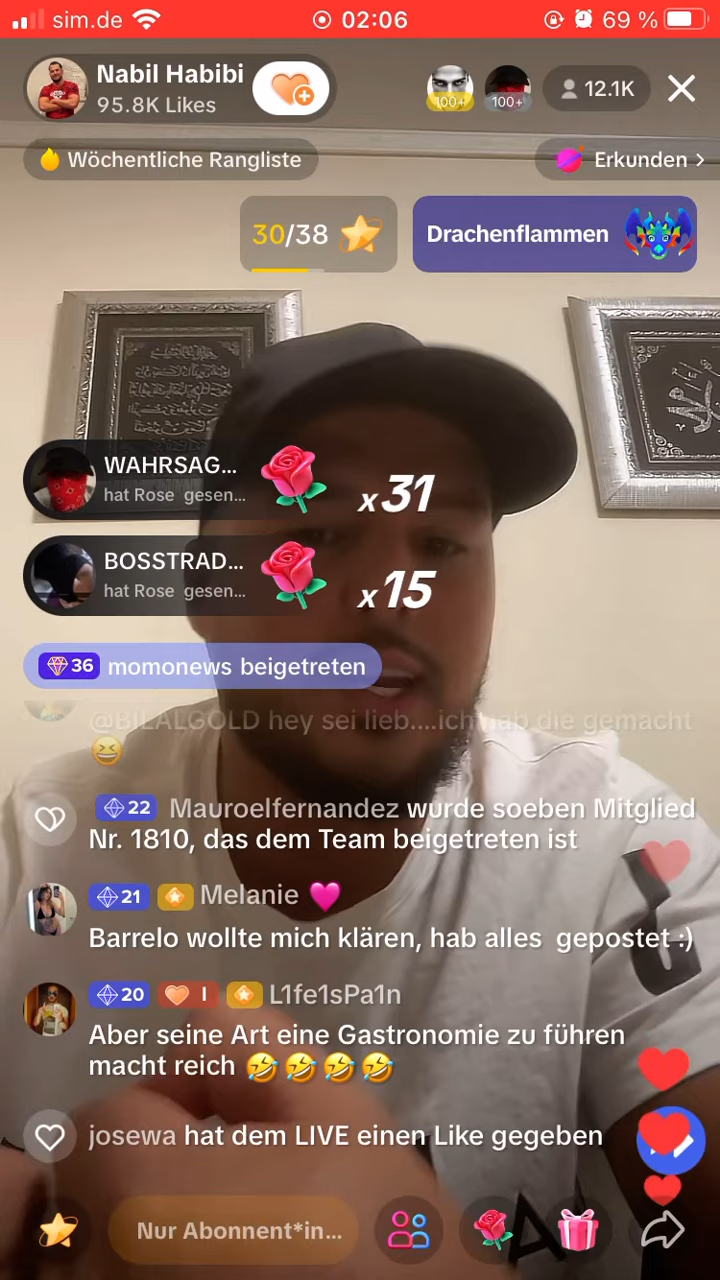 sim.de 02:06 69 %
Nabil Habibi
95.8K Likes
100+ 100+ 12.1K
Wöchentliche Rangliste Erkunden
30/38 Drachenflammen
WAHRSAG...
hat Rose gesen... x31
BOSSTRAD...
hat Rose gesen... x15
36 momonews beigetreten
@BILALGOLD hey sei lieb....ich hab die gemacht
😆
22 Mauroelfernandez wurde soeben Mitglied
Nr. 1810, das dem Team beigetreten ist
21 Melanie 💗
Barrelo wollte mich klären, hab alles gepostet :)
20 I L1fe1sPa1n
Aber seine Art eine Gastronomie zu führen
macht reich 🤣🤣🤣🤣
josewa hat dem LIVE einen Like gegeben
Nur Abonnent*in...